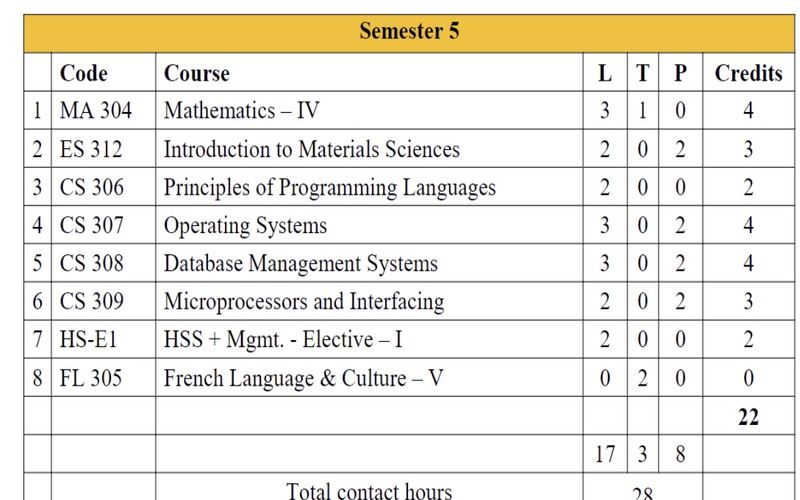 Semester 5
Code Course L T P Credits
1 MA 304 Mathematics – IV 3 1 0 4
2 ES 312 Introduction to Materials Sciences 2 0 2 3
3 CS 306 Principles of Programming Languages 2 0 0 2
4 CS 307 Operating Systems 3 0 2 4
5 CS 308 Database Management Systems 3 0 2 4
6 CS 309 Microprocessors and Interfacing 2 0 2 3
7 HS-E1 HSS + Mgmt. - Elective – I 2 0 0 2
8 FL 305 French Language & Culture – V 0 2 0 0
22
17 3 8
Total contact hours 28